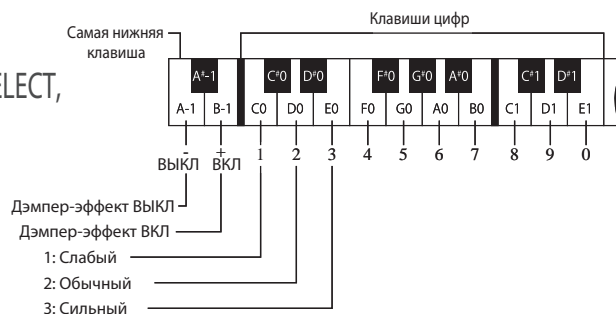 Клавиши цифр
Самая нижняя
клавиша
ELECT,
A#-1 C#0 D#0 F#0 G#0 A#0 C#1 D#1
A-1 B-1 C0 D0 E0 F0 G0 A0 B0 C1 D1 E1
- + 1 2 3 4 5 6 7 8 9 0
ВЫКЛ ВКЛ
Дэмпер-эффект ВЫКЛ
Дэмпер-эффект ВКЛ
1: Слабый
2: Обычный
3: Сильный